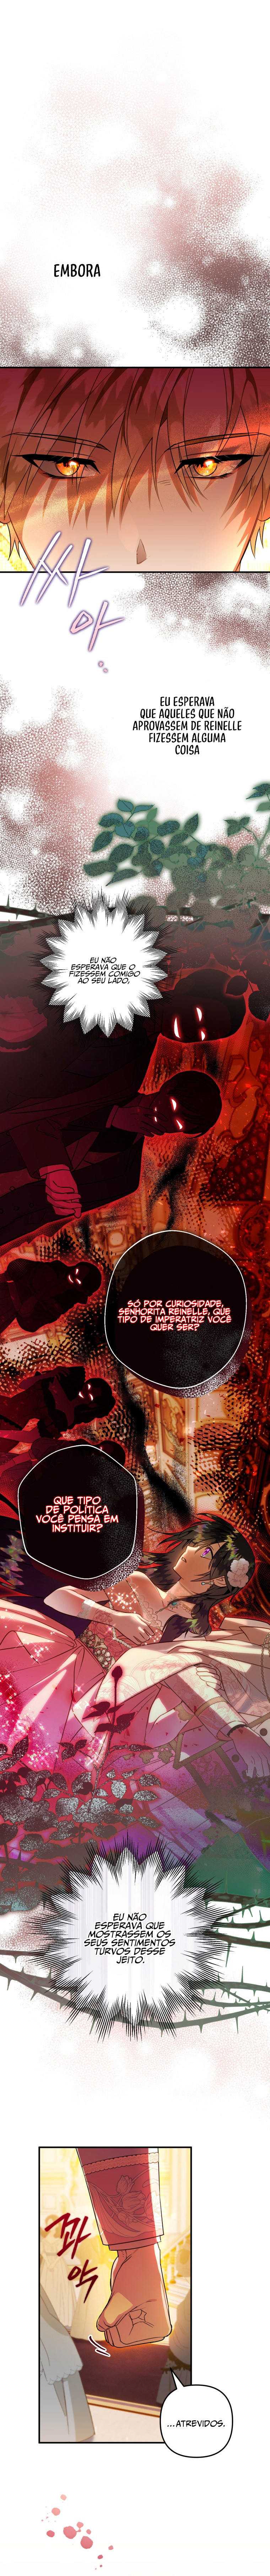 EMBORA
쏴
아
EU ESPERAVA
QUE AQUELES QUE NÃO
APROVASSEM DE REINELLE
FIZESSEM ALGUMA
COISA
EU NÃO
ESPERAVA QUE O
FIZESSEM COMIGO
AO SEU LADO,
SÓ POR CURIOSIDADE,
SENHORITA REINELLE, QUE
TIPO DE IMPERATRIZ VOCÊ
QUER SER?
QUE TIPO
DE POLÍTICA
VOCÊ PENSA EM
INSTITUIR?
EU NÃO
ESPERAVA QUE
MOSTRASSEM OS
SEUS SENTIMENTOS
TURVOS DESSE
JEITO.
꽈
악
...ATREVIDOS.